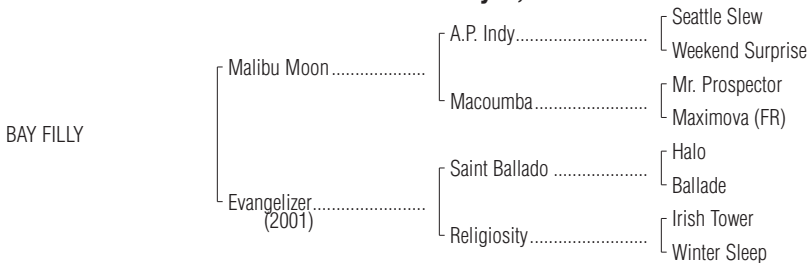 Seattle Slew
A.P. Indy
Weekend Surprise
Malibu Moon
Mr. Prospector
Macoumba
Maximova (FR)
BAY FILLY
Halo
Saint Ballado
Ballade
Evangelizer
(2001)
Irish Tower
Religiosity
Winter Sleep